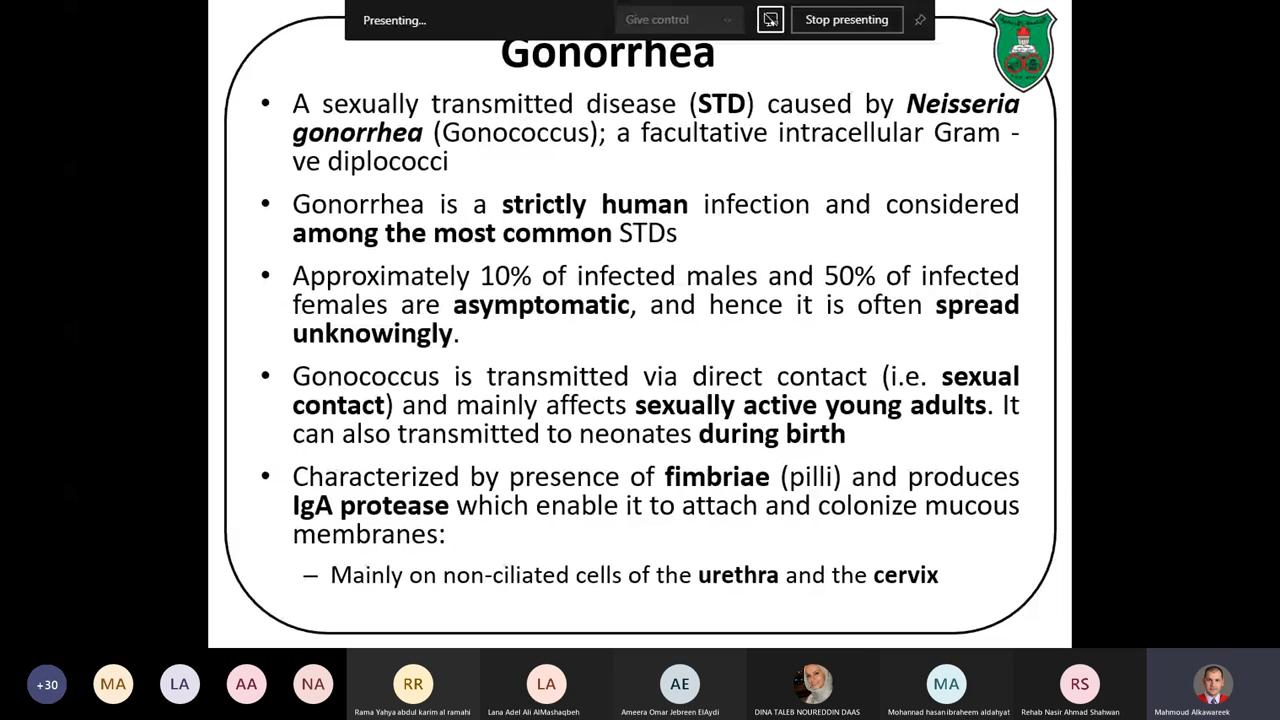 Presenting...
Give control
Stop presenting
Gonorrhea
• A sexually transmitted disease (STD) caused by Neisseria
gonorrhea (Gonococcus); a facultative intracellular Gram -
ve diplococci
• Gonorrhea is a strictly human infection and considered
among the most common STDs
• Approximately 10% of infected males and 50% of infected
females are asymptomatic, and hence it is often spread
unknowingly.
• Gonococcus is transmitted via direct contact (i.e. sexual
contact) and mainly affects sexually active young adults. It
can also transmitted to neonates during birth
• Characterized by presence of fimbriae (pilli) and produces
IgA protease which enable it to attach and colonize mucous
membranes:
– Mainly on non-ciliated cells of the urethra and the cervix
+30
MA
LA
AA
NA
RR
LA
AE
MA
RS
Rama Yahya abdul karim al ramahi
Lana Adel Ali AlMashaqbeh
Ameera Omar Jebreen ElAydi
DINA TALEB NOUREDDIN DAAS
Mohannad hasan ibraheem aldahyat
Rehab Nasir Ahmad Shahwan
Mahmoud Alkawareek